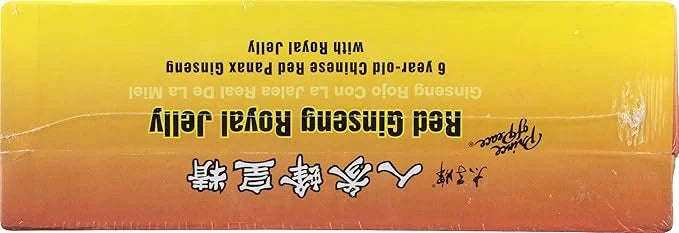 太子牌® 人參蜂皇精
Prince of Peace® Red Ginseng Royal Jelly
Ginseng Rojo Con La Jalea Real De La Miel
6 year-old Chinese Red Panax Ginseng
with Royal Jelly